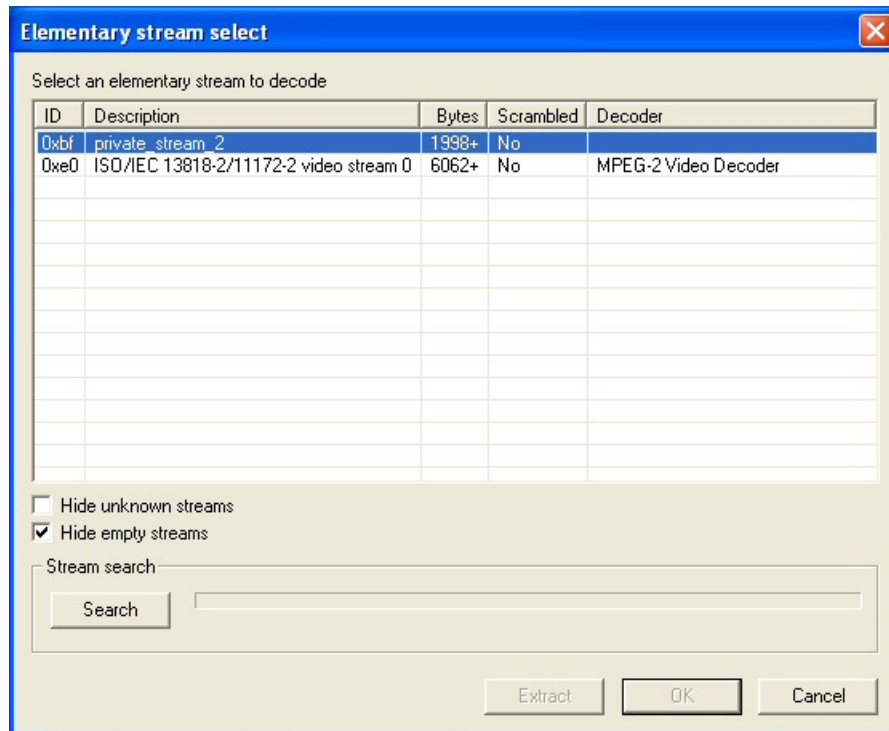 Elementary stream select
Select an elementary stream to decode
ID Description Bytes Scrambled Decoder
0xbf private_stream_2 1998+ No
0xe0 ISO/IEC 13818-2/11172-2 video stream 0 6062+ No MPEG-2 Video Decoder
Hide unknown streams
Hide empty streams
Stream search
Search
Extract OK Cancel